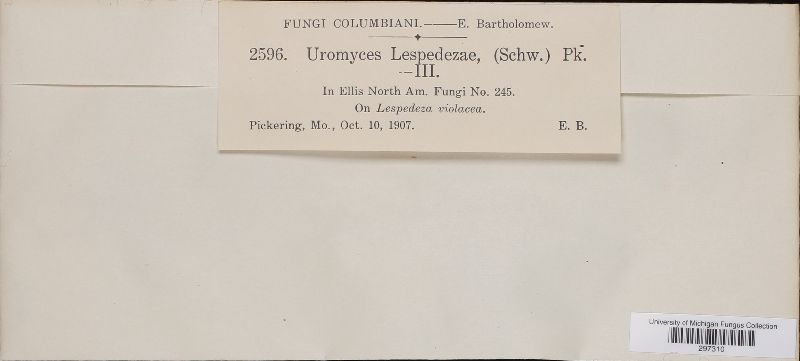 FUNGI COLUMBIANI.——E. Bartholomew.
2596. Uromyces Lespedezae, (Schw.) Pk.
—III.
In Ellis North Am. Fungi No. 245.
On Lespedeza violacea.
Pickering, Mo., Oct. 10, 1907. E. B.
University of Michigan Fungus Collection
297310